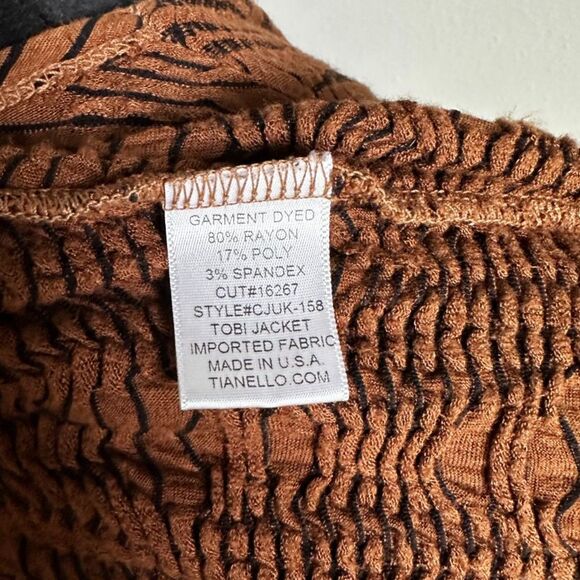 GARMENT DYED
80% RAYON
17% POLY
3% SPANDEX
CUT#16267
STYLE#CJUK-158
TOBI JACKET
IMPORTED FABRIC
MADE IN U.S.A.
TIANELLO.COM